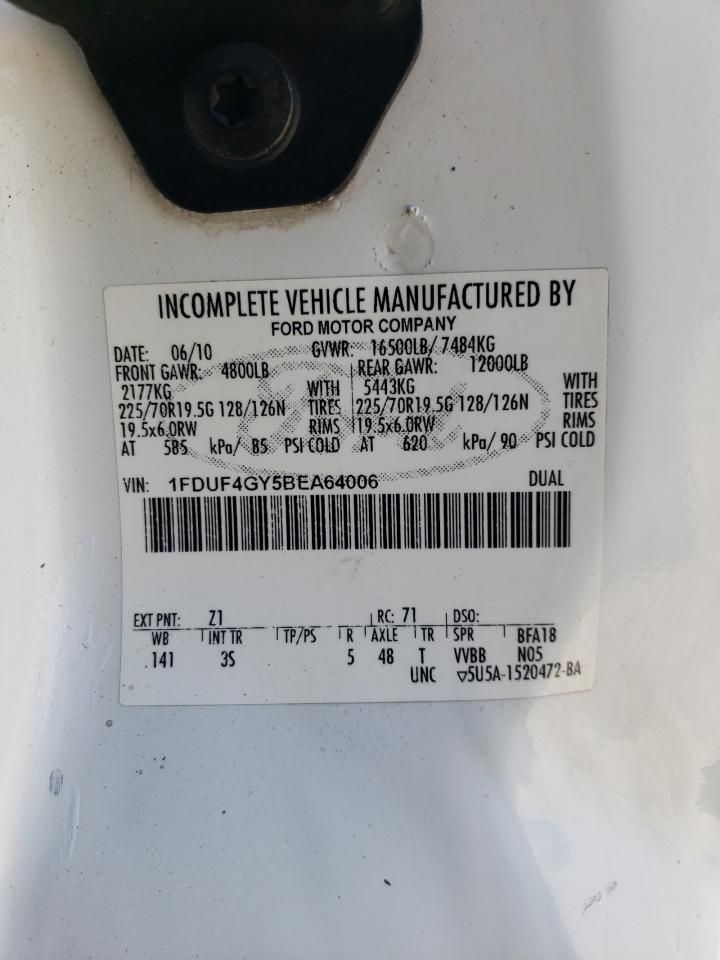 INCOMPLETE VEHICLE MANUFACTURED BY
FORD MOTOR COMPANY
DATE: 06/10 GVWR: 16500LB/ 7484KG
FRONT GAWR: 4800LB REAR GAWR: 12000LB
2177KG WITH 5443KG WITH
225/70R19.5G 128/126N TIRES 225/70R19.5G 128/126N TIRES
19.5x6.0RW RIMS 19.5x6.0RW RIMS
AT 585 kPa/ 85 PSI COLD AT 620 kPa/ 90 PSI COLD
VIN: 1FDUF4GY5BEA64006 DUAL
EXT PNT: Z1 RC: 71 DSO:
WB INT TR TP/PS R AXLE TR SPR BFA18
141 3S 5 48 T VVBB N05
UNC ▽5U5A-1520472-BA